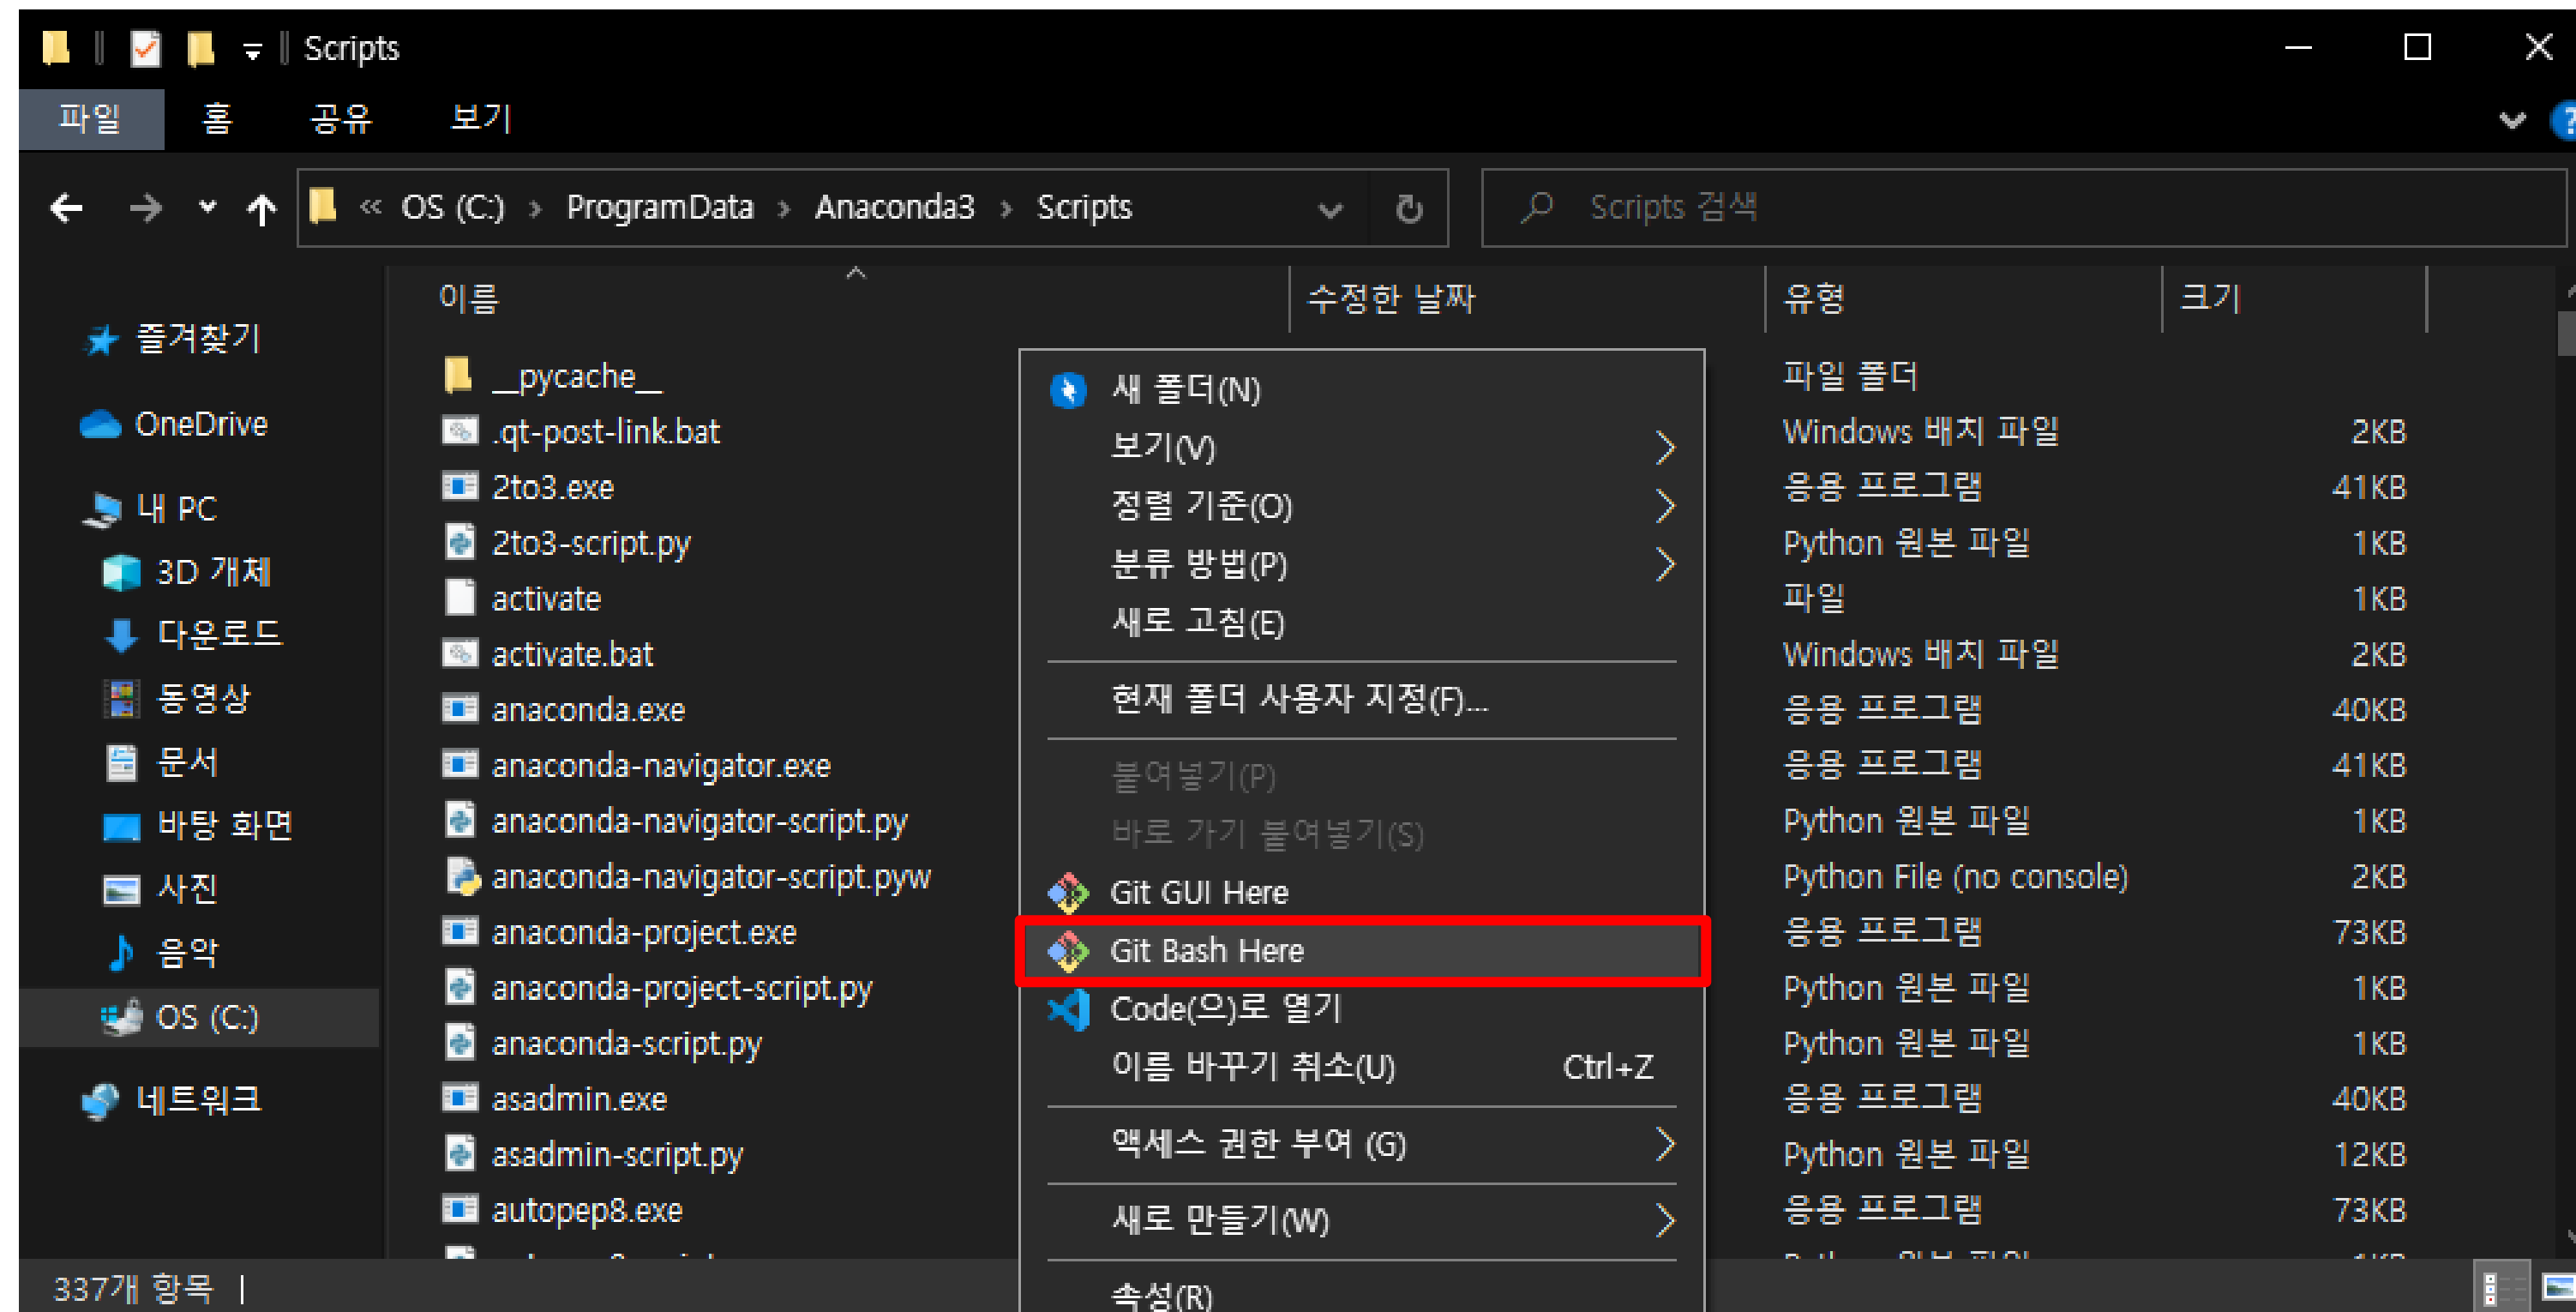 Scripts
파일 홈 공유 보기
« OS (C:) › ProgramData › Anaconda3 › Scripts
Scripts 검색
즐겨찾기
OneDrive
내 PC
3D 개체
다운로드
동영상
문서
바탕 화면
사진
음악
OS (C:)
네트워크
이름 수정한 날짜 유형 크기
__pycache__ 파일 폴더
.qt-post-link.bat Windows 배치 파일 2KB
2to3.exe 응용 프로그램 41KB
2to3-script.py Python 원본 파일 1KB
activate 파일 1KB
activate.bat Windows 배치 파일 2KB
anaconda.exe 응용 프로그램 40KB
anaconda-navigator.exe 응용 프로그램 41KB
anaconda-navigator-script.py Python 원본 파일 1KB
anaconda-navigator-script.pyw Python File (no console) 2KB
anaconda-project.exe 응용 프로그램 73KB
anaconda-project-script.py Python 원본 파일 1KB
anaconda-script.py Python 원본 파일 1KB
asadmin.exe 응용 프로그램 40KB
asadmin-script.py Python 원본 파일 12KB
autopep8.exe 응용 프로그램 73KB
새 폴더(N)
보기(V)
정렬 기준(O)
분류 방법(P)
새로 고침(E)
현재 폴더 사용자 지정(F)...
붙여넣기(P)
바로 가기 붙여넣기(S)
Git GUI Here
Git Bash Here
Code(으)로 열기
이름 바꾸기 취소(U) Ctrl+Z
액세스 권한 부여 (G)
새로 만들기(W)
속성(R)
337개 항목